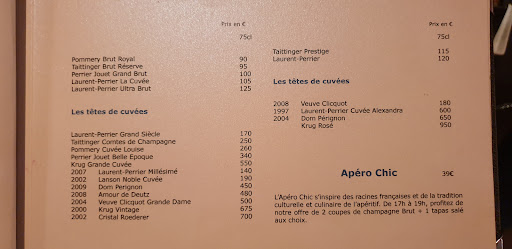 Prix en €
75cl
Pommery Brut Royal 90
Taittinger Brut Réserve 95
Perrier Jouet Grand Brut 100
Laurent-Perrier La Cuvée 105
Laurent-Perrier Ultra Brut 125
Les têtes de cuvées
Laurent-Perrier Grand Siècle 170
Taittinger Comtes de Champagne 250
Pommery Cuvée Louise 260
Perrier Jouet Belle Epoque 340
Krug Grande Cuvée 550
2007 Laurent-Perrier Millésimé 140
2002 Lanson Noble Cuvée 190
2009 Dom Perignon 450
2008 Amour de Deutz 480
2004 Veuve Clicquot Grande Dame 500
2000 Krug Vintage 675
2002 Cristal Roederer 700
Prix en €
75cl
Taittinger Prestige 115
Laurent-Perrier 120
Les têtes de cuvées
2008 Veuve Clicquot 180
1997 Laurent-Perrier Cuvée Alexandra 600
2004 Dom Pérignon 650
Krug Rosé 950
Apéro Chic 39€
L'Apéro Chic s'inspire des racines françaises et de la tradition
culturelle et culinaire de l'apéritif. De 17h à 19h, profitez de
notre offre de 2 coupes de champagne Brut + 1 tapas salé
aux choix.